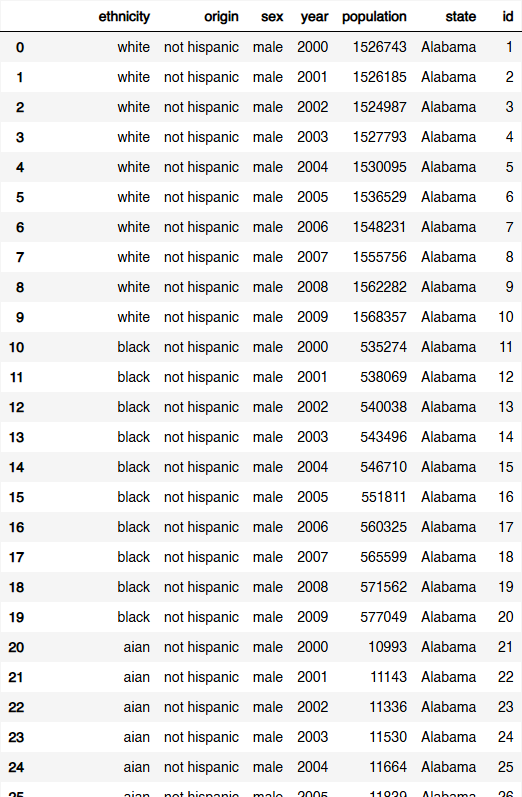 ethnicity origin sex year population state id
0 white not hispanic male 2000 1526743 Alabama 1
1 white not hispanic male 2001 1526185 Alabama 2
2 white not hispanic male 2002 1524987 Alabama 3
3 white not hispanic male 2003 1527793 Alabama 4
4 white not hispanic male 2004 1530095 Alabama 5
5 white not hispanic male 2005 1536529 Alabama 6
6 white not hispanic male 2006 1548231 Alabama 7
7 white not hispanic male 2007 1555756 Alabama 8
8 white not hispanic male 2008 1562282 Alabama 9
9 white not hispanic male 2009 1568357 Alabama 10
10 black not hispanic male 2000 535274 Alabama 11
11 black not hispanic male 2001 538069 Alabama 12
12 black not hispanic male 2002 540038 Alabama 13
13 black not hispanic male 2003 543496 Alabama 14
14 black not hispanic male 2004 546710 Alabama 15
15 black not hispanic male 2005 551811 Alabama 16
16 black not hispanic male 2006 560325 Alabama 17
17 black not hispanic male 2007 565599 Alabama 18
18 black not hispanic male 2008 571562 Alabama 19
19 black not hispanic male 2009 577049 Alabama 20
20 aian not hispanic male 2000 10993 Alabama 21
21 aian not hispanic male 2001 11143 Alabama 22
22 aian not hispanic male 2002 11336 Alabama 23
23 aian not hispanic male 2003 11530 Alabama 24
24 aian not hispanic male 2004 11664 Alabama 25
25 aian not hispanic male 2005 11829 Alabama 26